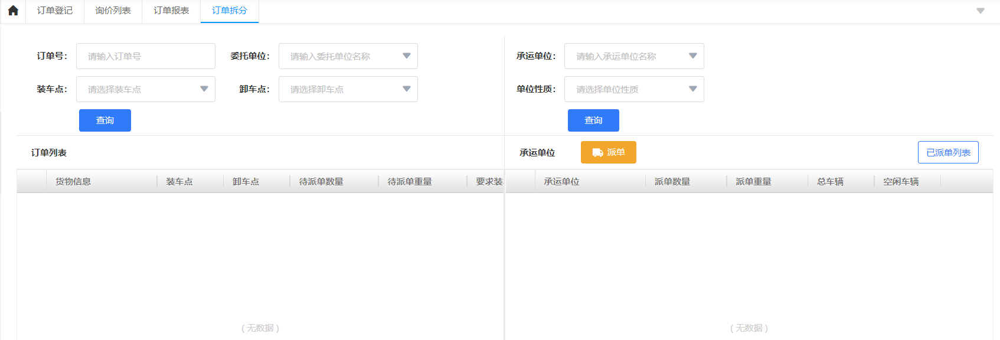 订单登记 询价列表 订单报表 订单拆分
订单号： 请输入订单号 委托单位： 请输入委托单位名称
装车点： 请选择装车点 卸车点： 请选择卸车点
查询
承运单位： 请输入承运单位名称
单位性质： 请选择单位性质
查询
订单列表
货物信息 装车点 卸车点 待派单数量 待派单重量 要求装
( 无数据 )
承运单位 派单 已派单列表
承运单位 派单数量 派单重量 总车辆 空闲车辆
( 无数据 )